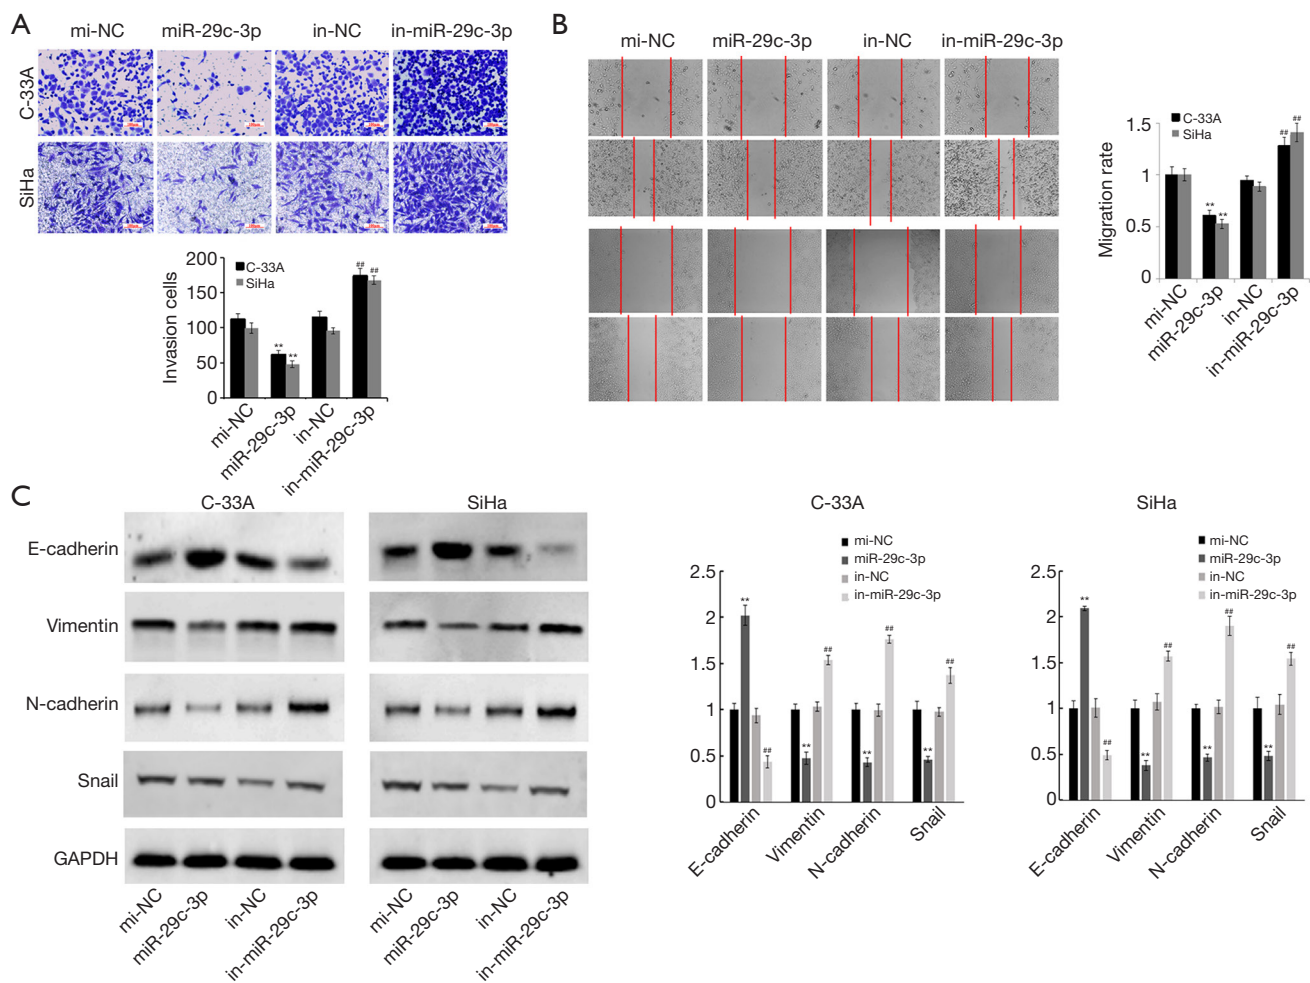 A
mi-NC miR-29c-3p in-NC in-miR-29c-3p
C-33A
SiHa
Invasion cells
200
150
100
50
0
C-33A
SiHa
** ** ## ##
mi-NC
miR-29c-3p
in-NC
in-miR-29c-3p
B
mi-NC miR-29c-3p in-NC in-miR-29c-3p
Migration rate
1.5
1
0.5
0
C-33A
SiHa
** ** ## ##
mi-NC
miR-29c-3p
in-NC
in-miR-29c-3p
C
C-33A SiHa
E-cadherin
Vimentin
N-cadherin
Snail
GAPDH
mi-NC miR-29c-3p in-NC in-miR-29c-3p
mi-NC miR-29c-3p in-NC in-miR-29c-3p
C-33A
mi-NC
miR-29c-3p
in-NC
in-miR-29c-3p
2.5
2
1.5
1
0.5
0
** ## ** ## ** ## ** ##
E-cadherin Vimentin N-cadherin Snail
SiHa
mi-NC
miR-29c-3p
in-NC
in-miR-29c-3p
2.5
2
1.5
1
0.5
0
** ## ** ## ** ## ** ##
E-cadherin Vimentin N-cadherin Snail